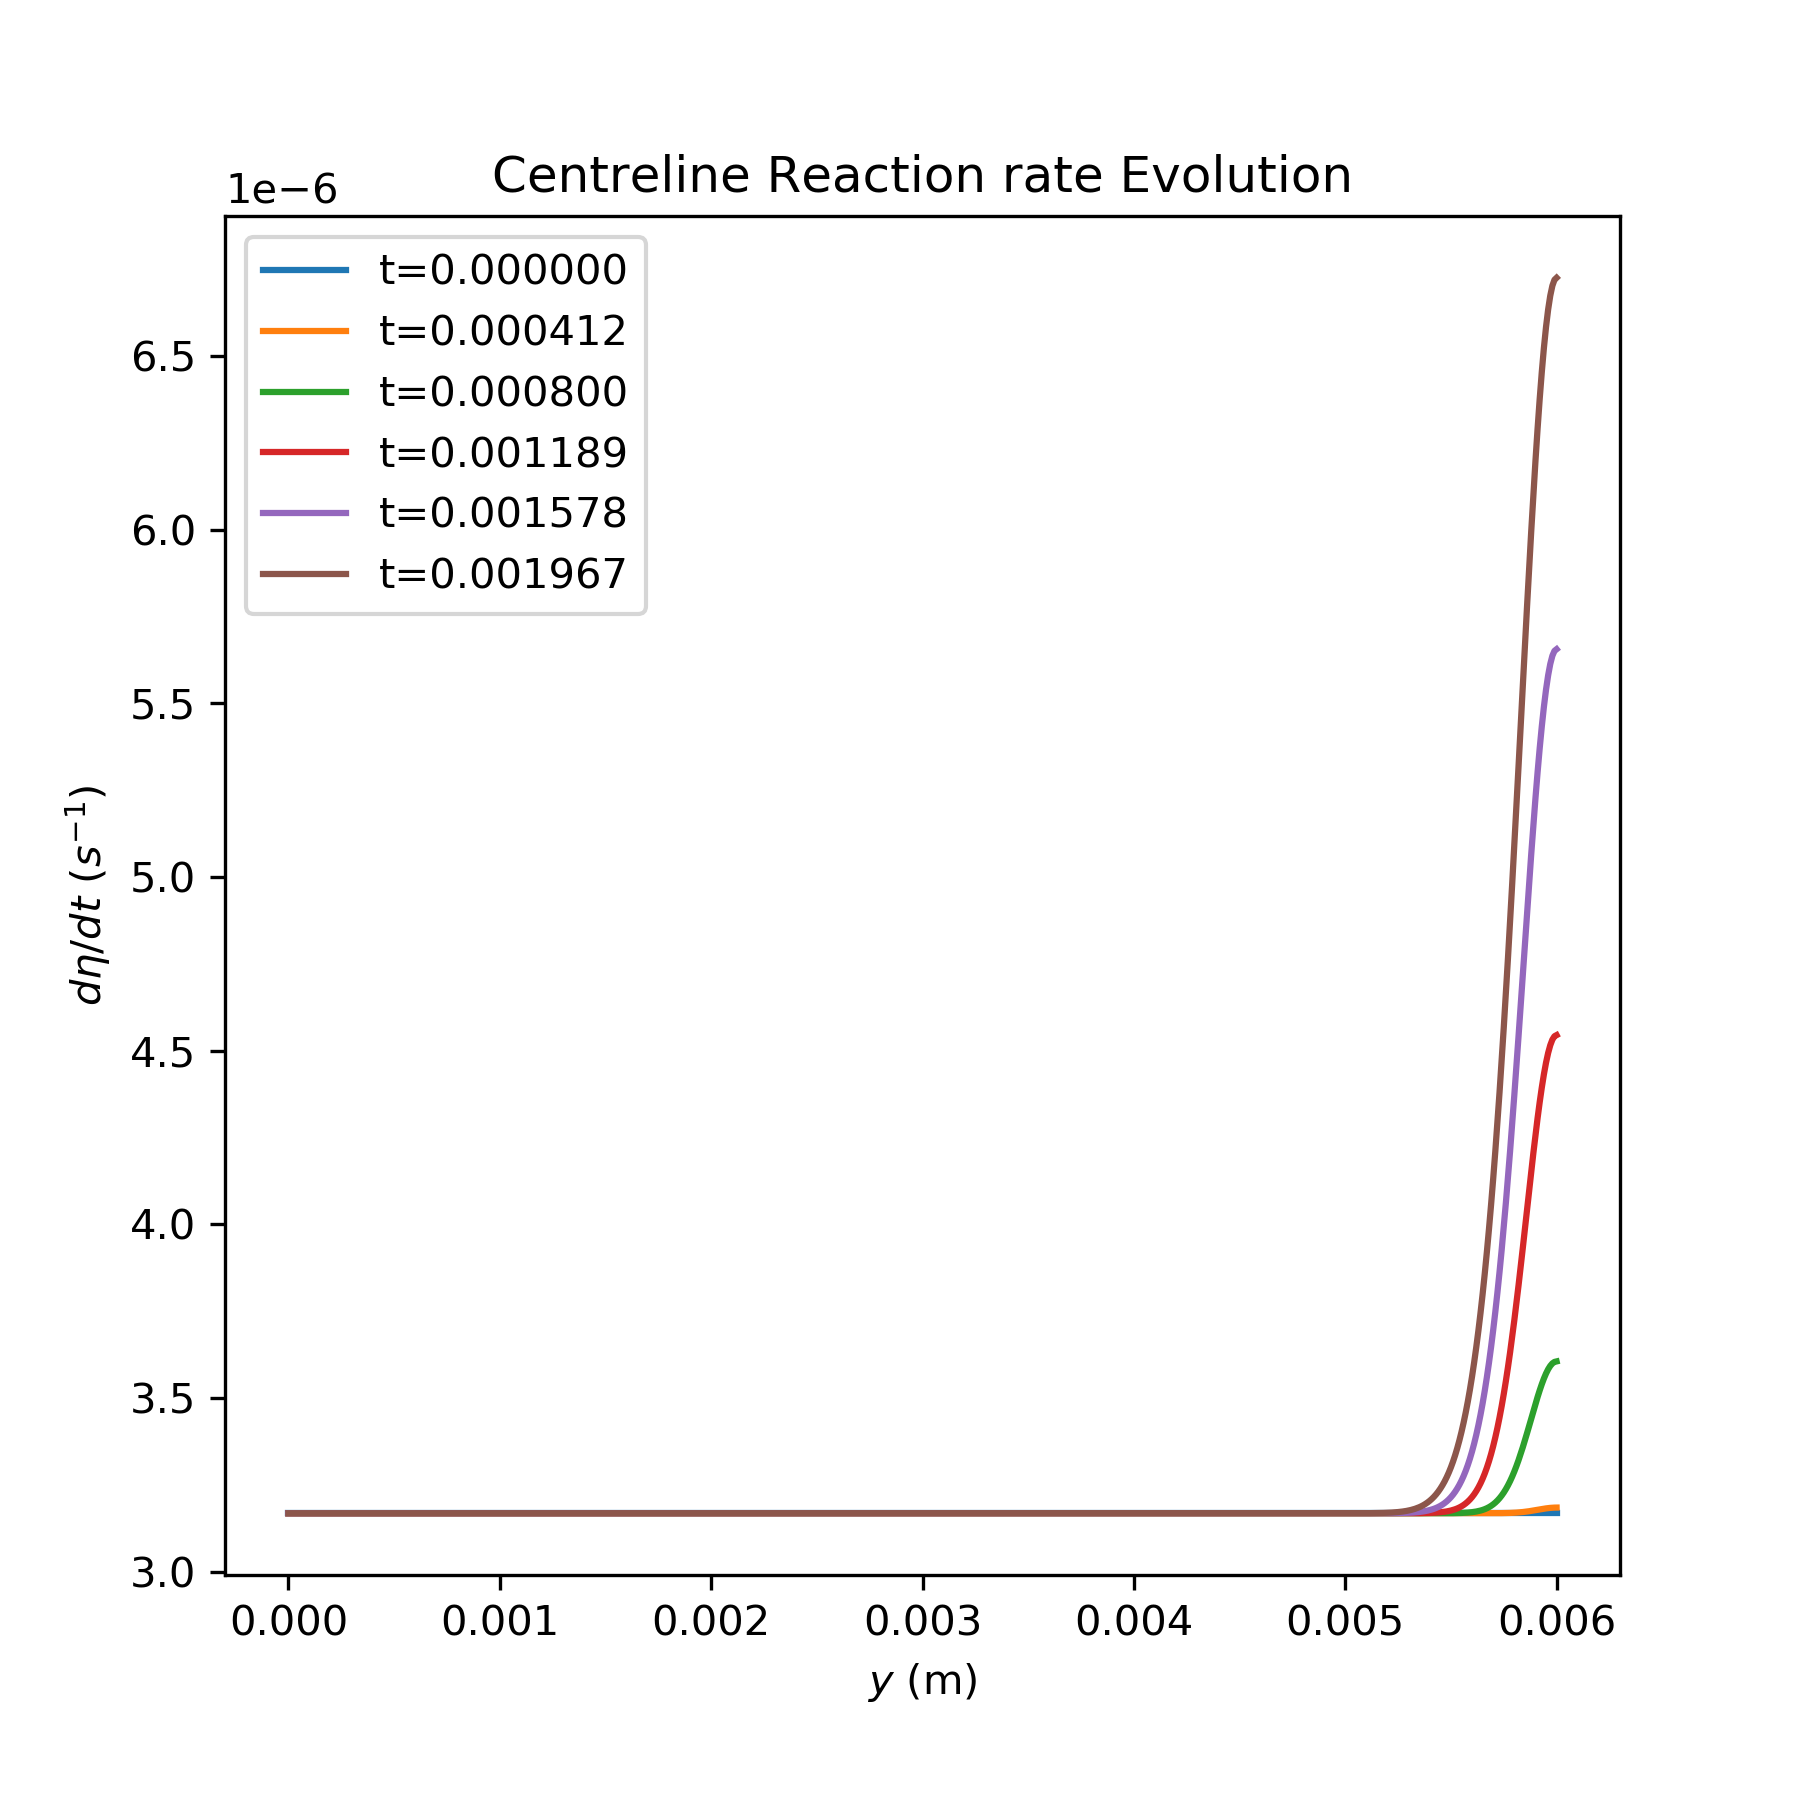 Centreline Reaction rate Evolution
1e−6
t=0.000000
t=0.000412
t=0.000800
t=0.001189
t=0.001578
t=0.001967
6.5
6.0
5.5
5.0
4.5
4.0
3.5
3.0
dη/dt (s⁻¹)
0.000 0.001 0.002 0.003 0.004 0.005 0.006
y (m)